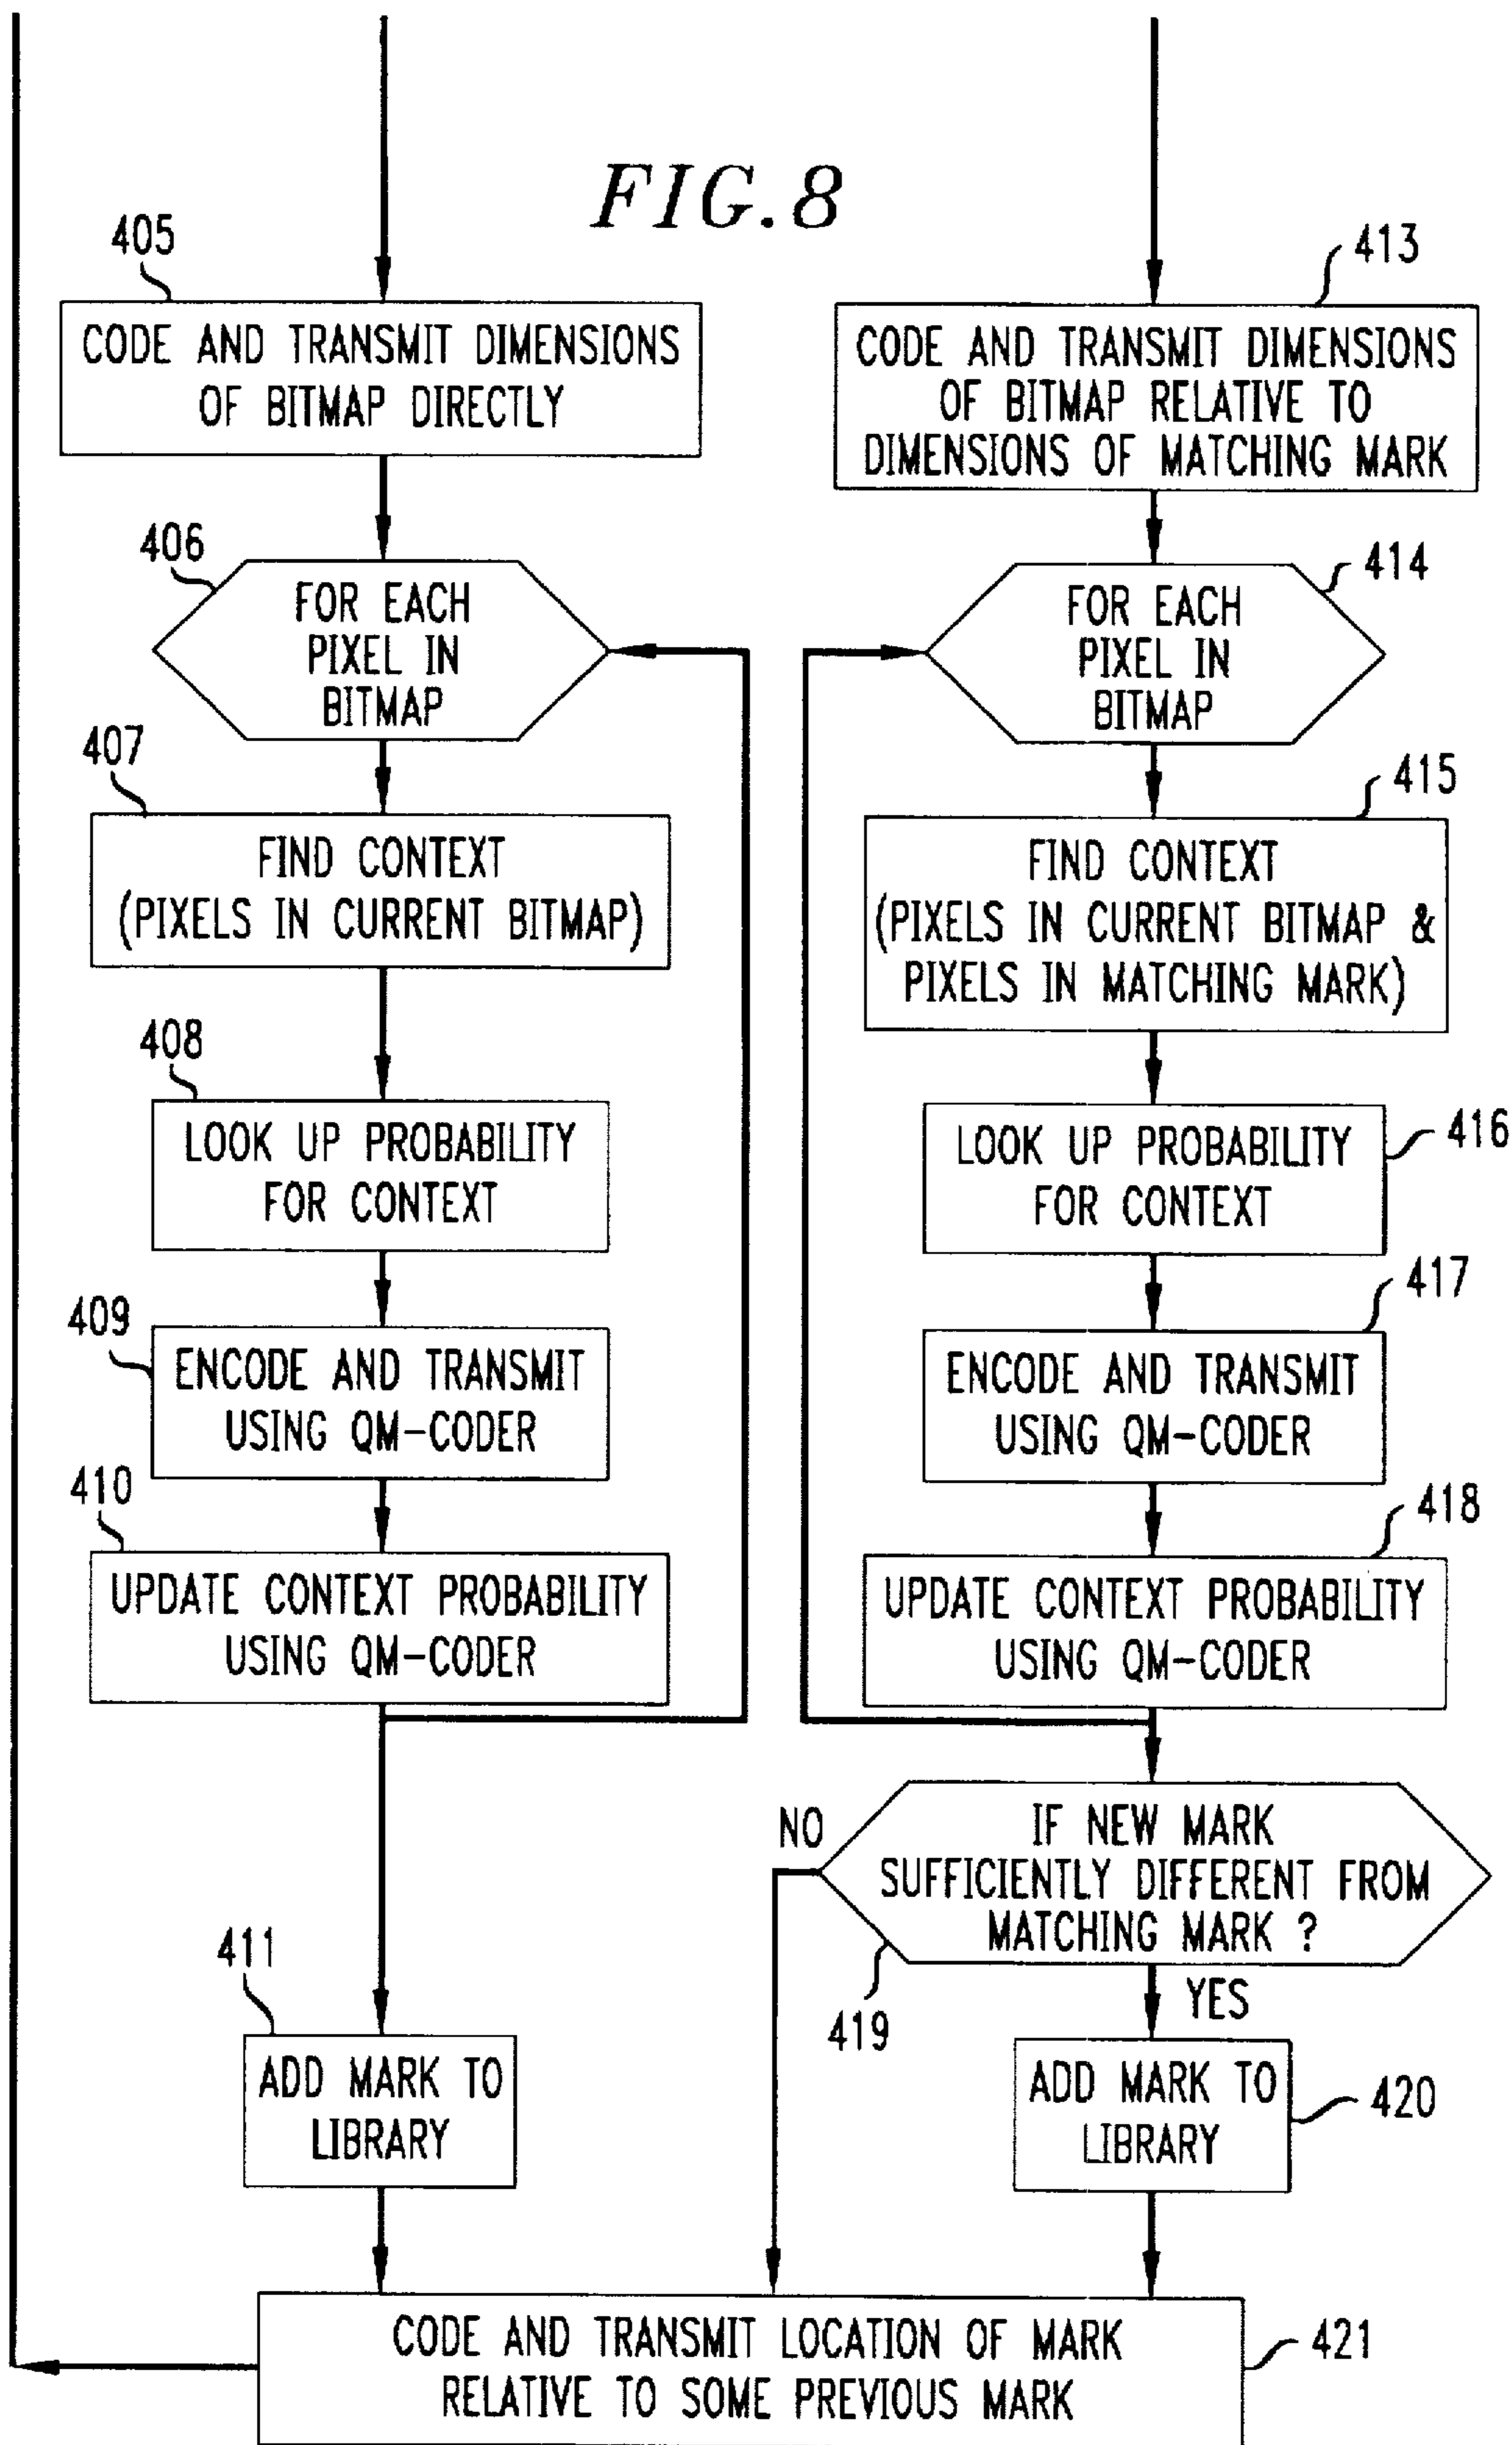 FIG.8
405
CODE AND TRANSMIT DIMENSIONS
OF BITMAP DIRECTLY
406
FOR EACH
PIXEL IN
BITMAP
407
FIND CONTEXT
(PIXELS IN CURRENT BITMAP)
408
LOOK UP PROBABILITY
FOR CONTEXT
409
ENCODE AND TRANSMIT
USING QM-CODER
410
UPDATE CONTEXT PROBABILITY
USING QM-CODER
411
ADD MARK TO
LIBRARY
413
CODE AND TRANSMIT DIMENSIONS
OF BITMAP RELATIVE TO
DIMENSIONS OF MATCHING MARK
414
FOR EACH
PIXEL IN
BITMAP
415
FIND CONTEXT
(PIXELS IN CURRENT BITMAP &
PIXELS IN MATCHING MARK)
416
LOOK UP PROBABILITY
FOR CONTEXT
417
ENCODE AND TRANSMIT
USING QM-CODER
418
UPDATE CONTEXT PROBABILITY
USING QM-CODER
NO
IF NEW MARK
SUFFICIENTLY DIFFERENT FROM
MATCHING MARK ?
419
YES
ADD MARK TO
LIBRARY
420
CODE AND TRANSMIT LOCATION OF MARK
RELATIVE TO SOME PREVIOUS MARK
421